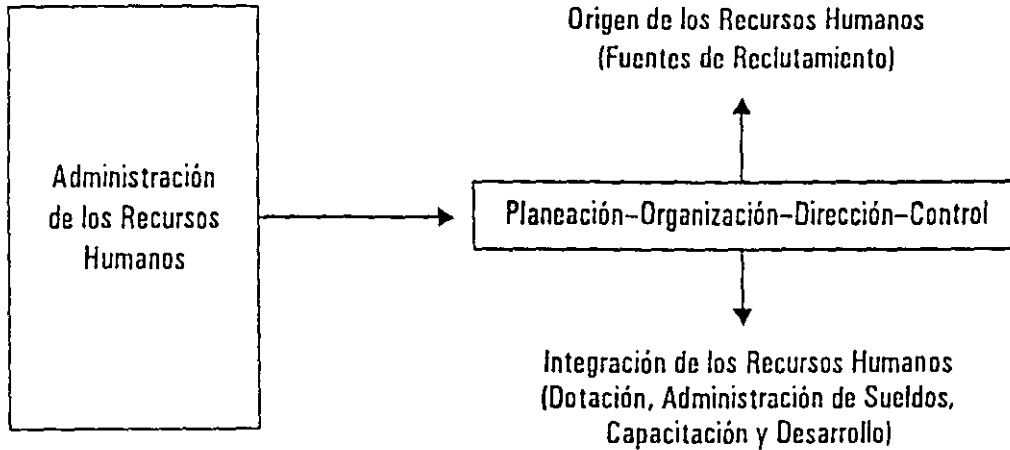 Administración
de los Recursos
Humanos
Origen de los Recursos Humanos
(Fuentes de Reclutamiento)
Planeación–Organización–Dirección–Control
Integración de los Recursos Humanos
(Dotación, Administración de Sueldos,
Capacitación y Desarrollo)